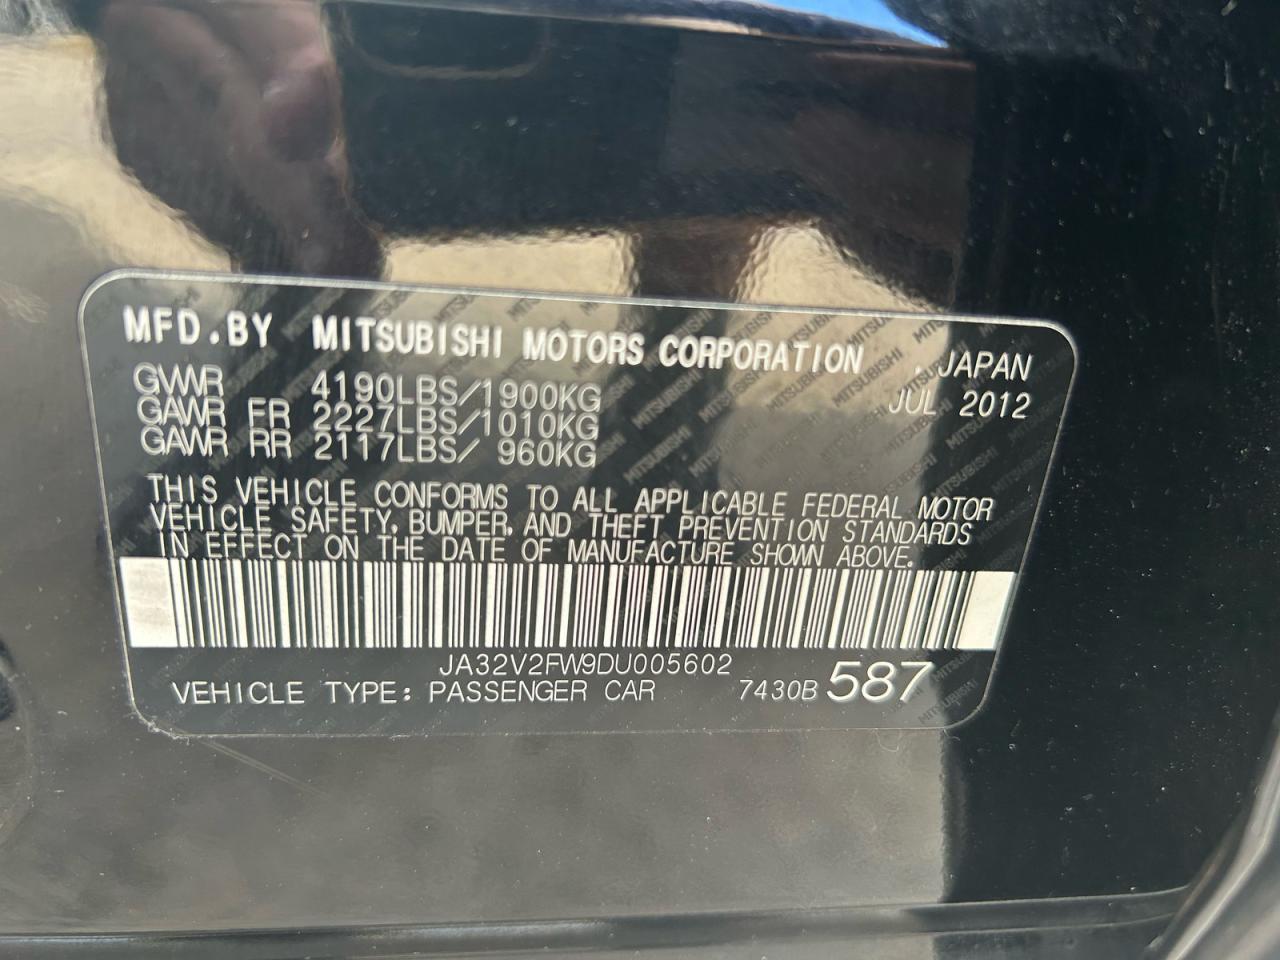 MFD.BY MITSUBISHI MOTORS CORPORATION . JAPAN
GVWR 4190LBS/1900KG JUL 2012
GAWR FR 2227LBS/1010KG
GAWR RR 2117LBS/ 960KG
THIS VEHICLE CONFORMS TO ALL APPLICABLE FEDERAL MOTOR
VEHICLE SAFETY, BUMPER, AND THEFT PREVENTION STANDARDS
IN EFFECT ON THE DATE OF MANUFACTURE SHOWN ABOVE.
JA32V2FW9DU005602
VEHICLE TYPE: PASSENGER CAR 7430B 587